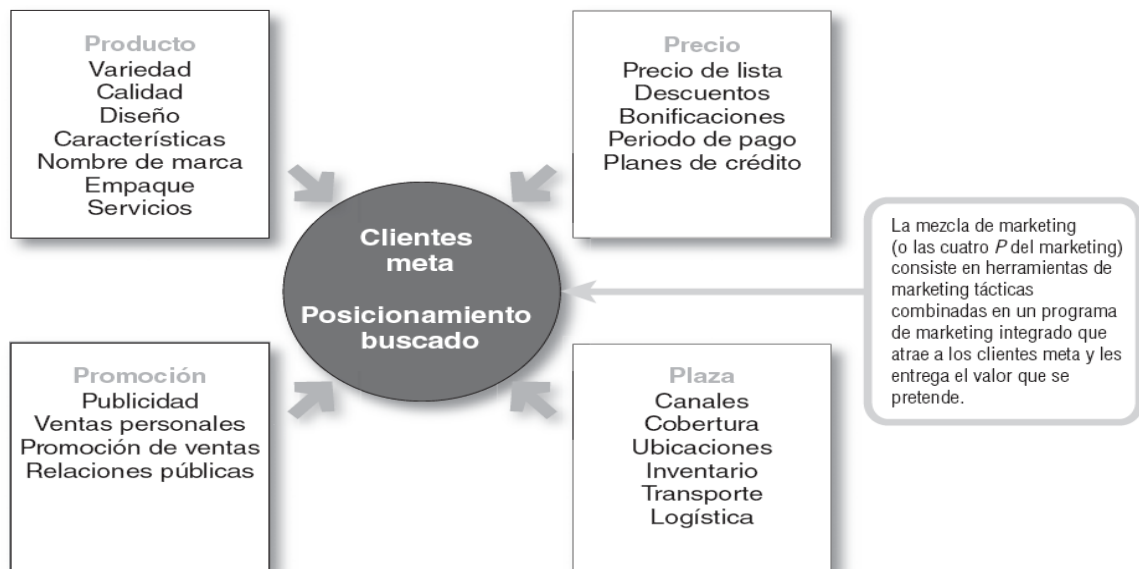 Producto
Variedad
Calidad
Diseño
Características
Nombre de marca
Empaque
Servicios
Precio
Precio de lista
Descuentos
Bonificaciones
Periodo de pago
Planes de crédito
Clientes
meta
Posicionamiento
buscado
La mezcla de marketing
(o las cuatro P del marketing)
consiste en herramientas de
marketing tácticas
combinadas en un programa
de marketing integrado que
atrae a los clientes meta y les
entrega el valor que se
pretende.
Promoción
Publicidad
Ventas personales
Promoción de ventas
Relaciones públicas
Plaza
Canales
Cobertura
Ubicaciones
Inventario
Transporte
Logística